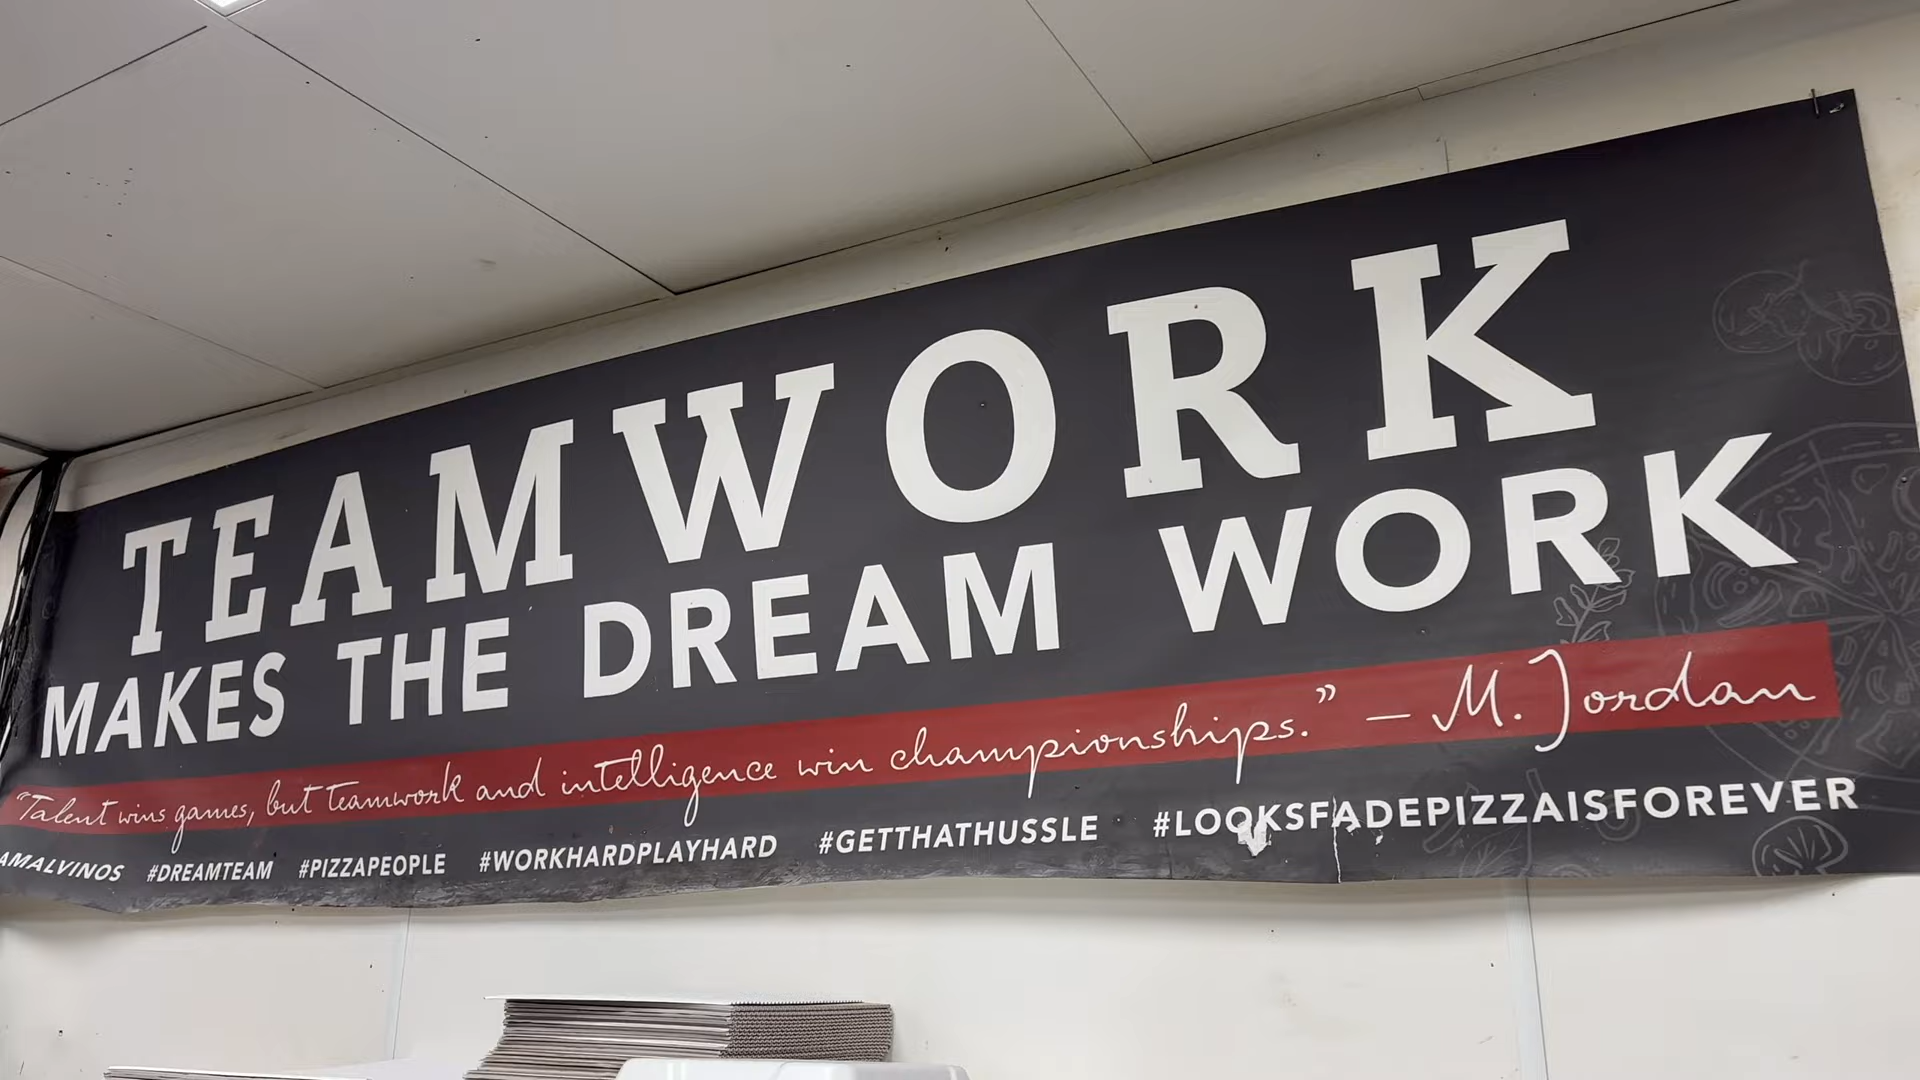 TEAMWORK
MAKES THE DREAM WORK
“Talent wins games, but teamwork and intelligence win championships.” – M. Jordan
AMALVINOS #DREAMTEAM #PIZZAPEOPLE #WORKHARDPLAYHARD #GETTHATHUSSLE #LOOKSFADEPIZZAISFOREVER